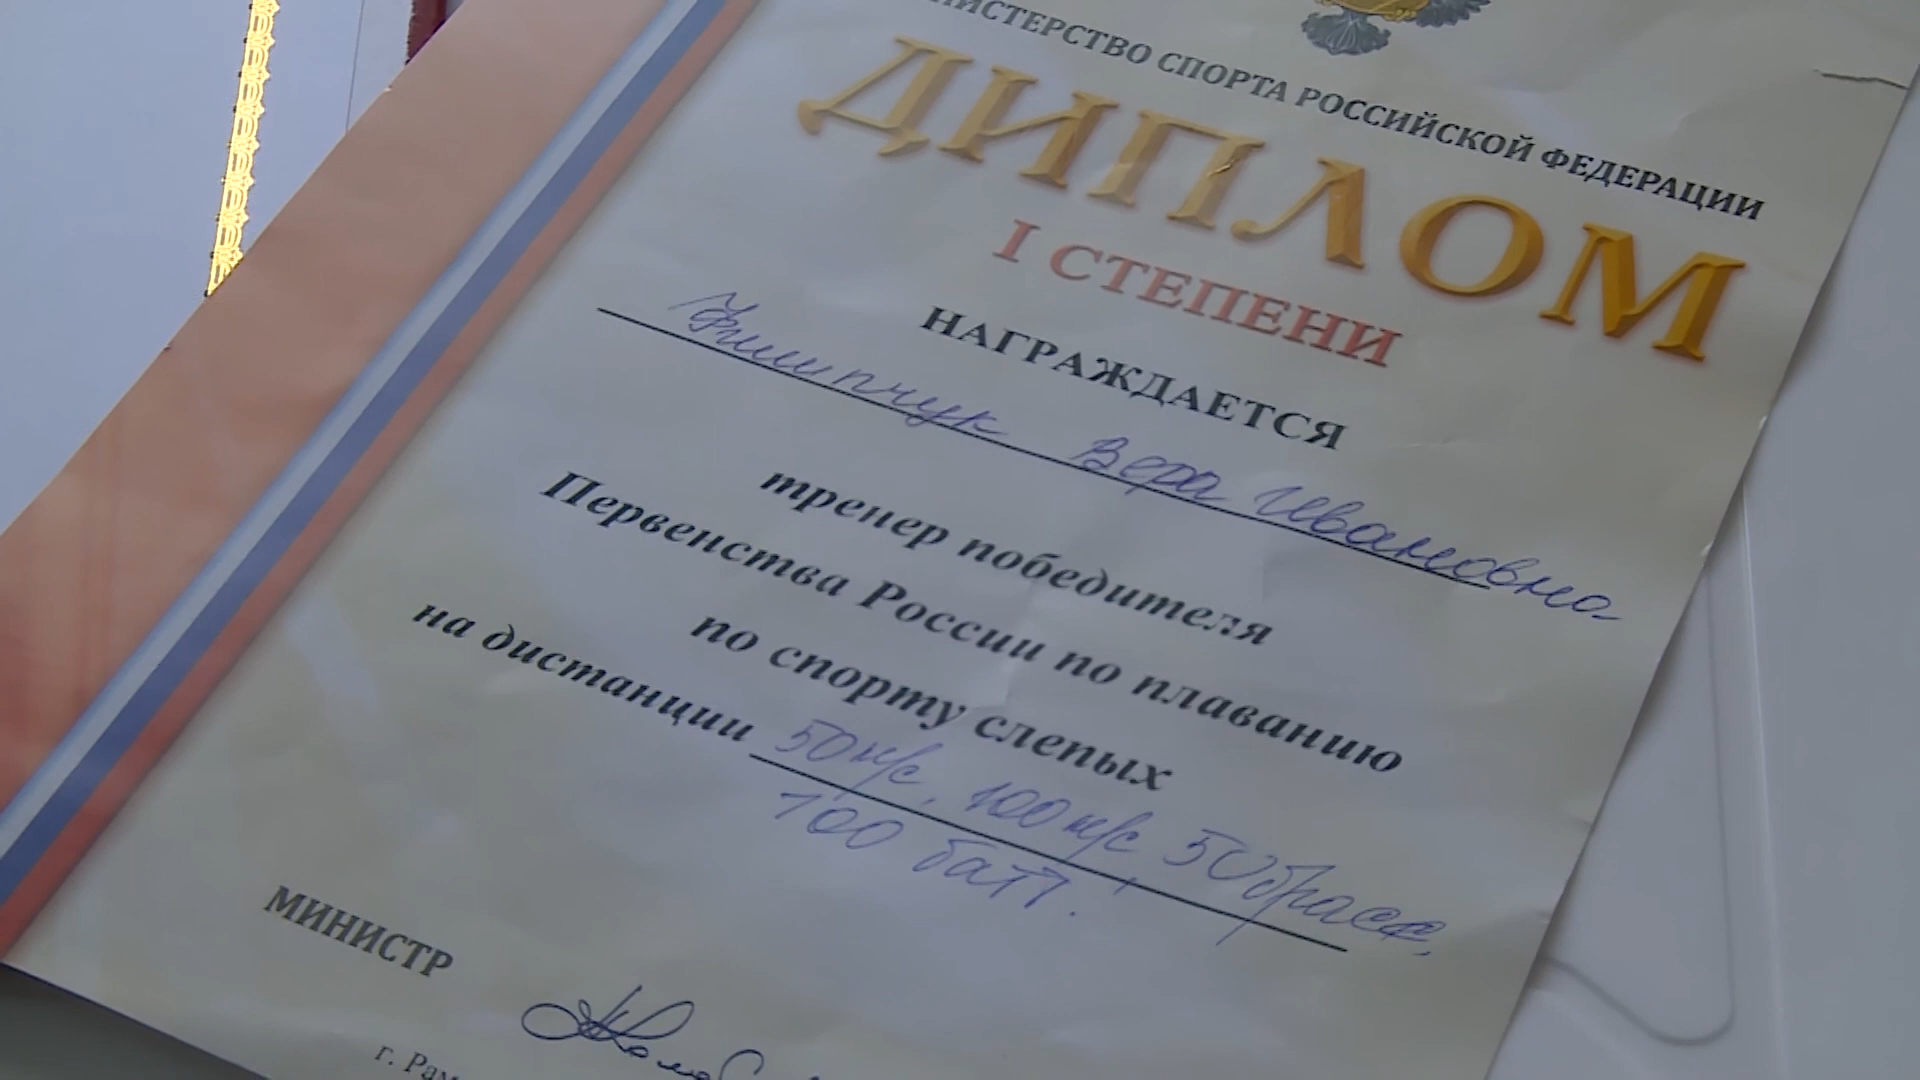 МИНИСТЕРСТВО СПОРТА РОССИЙСКОЙ ФЕДЕРАЦИИ
ДИПЛОМ
I СТЕПЕНИ
НАГРАЖДАЕТСЯ
Филипчук Вера Ивановна
тренер победителя
Первенства России по плаванию
по спорту слепых
на дистанции 50 н/с, 100 н/с, 50 брасс,
100 батт.
МИНИСТР
г. Рам